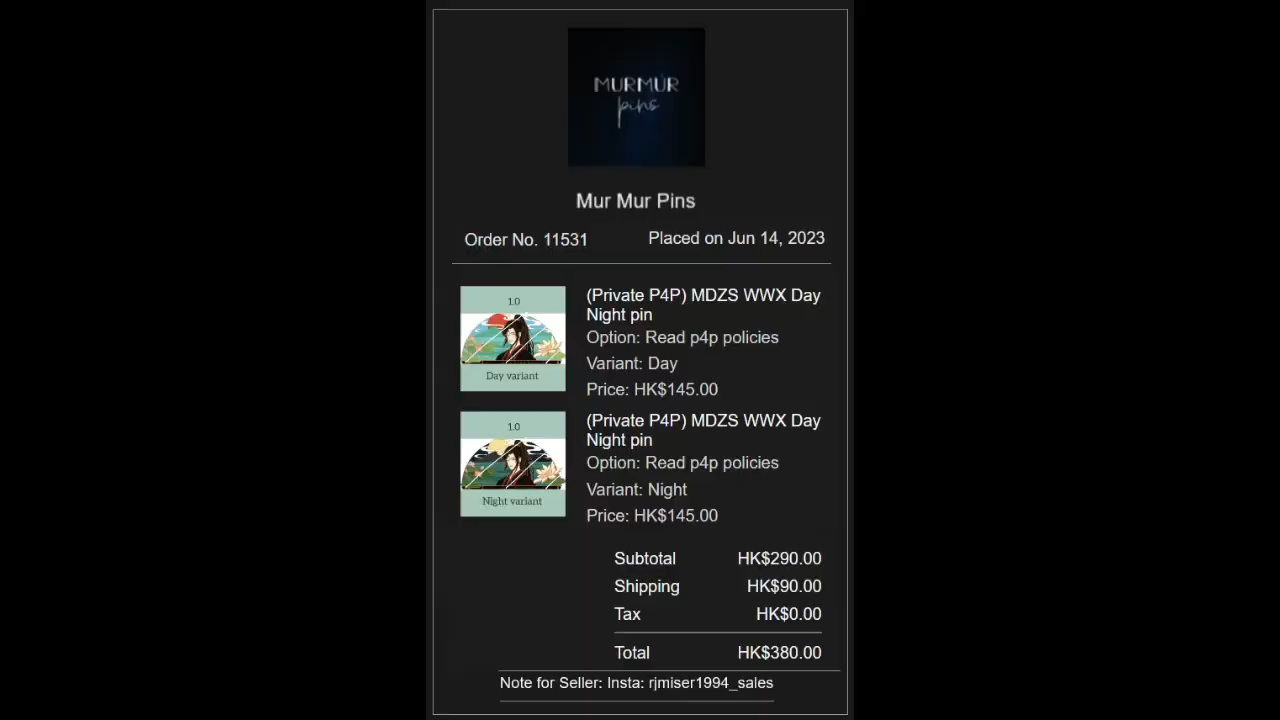 MURMUR
pins
Mur Mur Pins
Order No. 11531
Placed on Jun 14, 2023
1.0
Day variant
(Private P4P) MDZS WWX Day
Night pin
Option: Read p4p policies
Variant: Day
Price: HK$145.00
1.0
Night variant
(Private P4P) MDZS WWX Day
Night pin
Option: Read p4p policies
Variant: Night
Price: HK$145.00
Subtotal HK$290.00
Shipping HK$90.00
Tax HK$0.00
Total HK$380.00
Note for Seller: Insta: rjmiser1994_sales